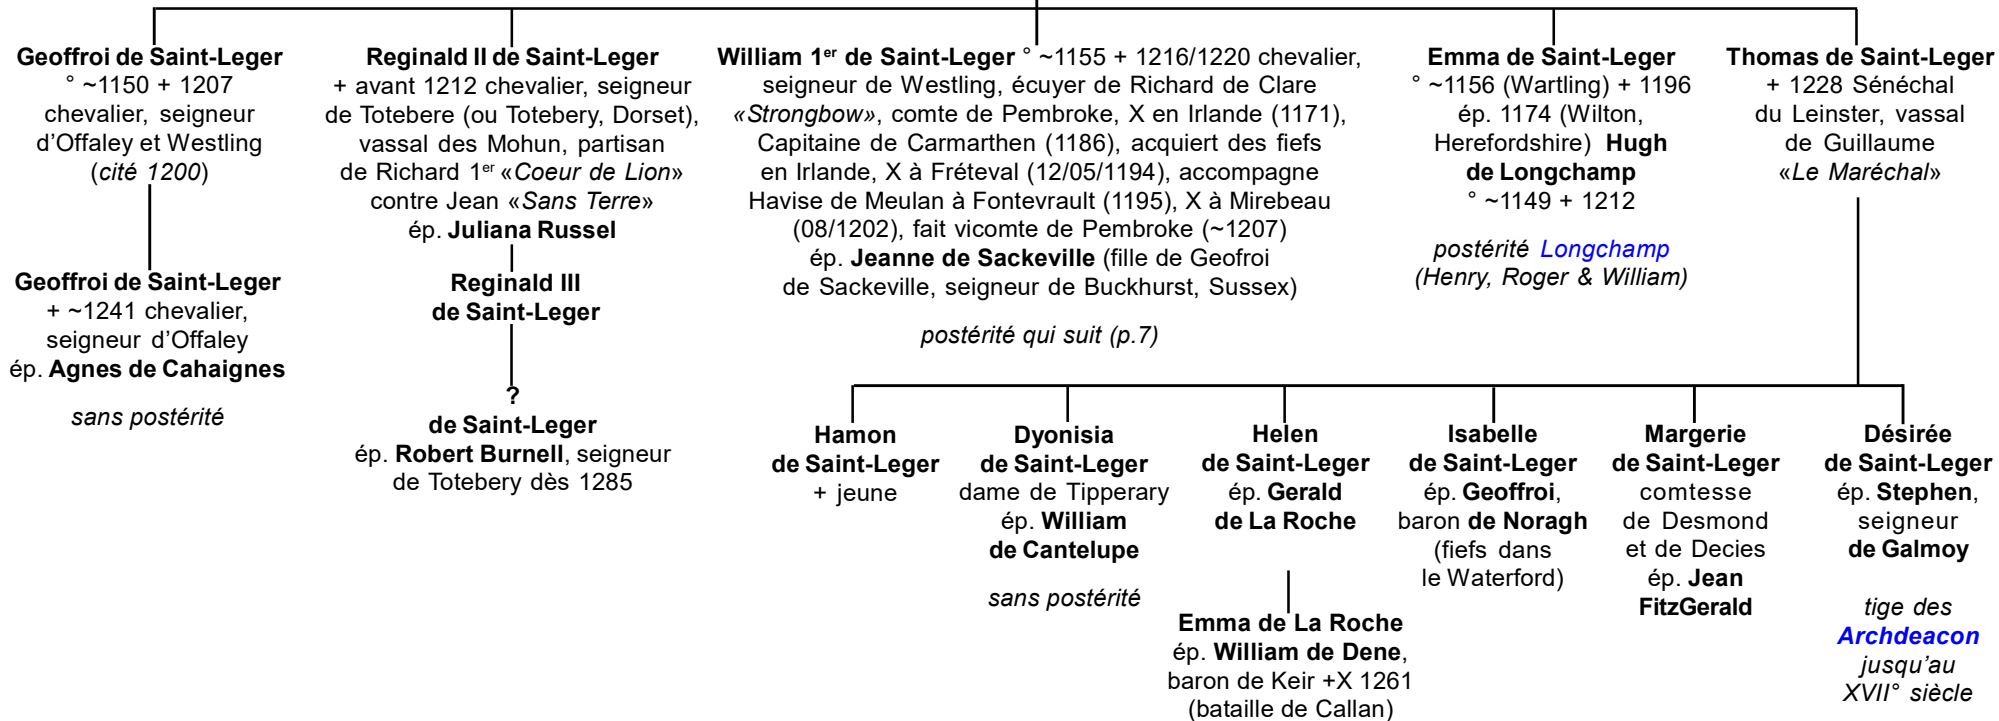 Geoffroi de Saint-Leger
° ~1150 + 1207
chevalier, seigneur
d'Offaley et Westling
(cité 1200)
Geoffroi de Saint-Leger
+ ~1241 chevalier,
seigneur d'Offaley
ép. Agnes de Cahaignes
sans postérité
Reginald II de Saint-Leger
+ avant 1212 chevalier, seigneur
de Totebere (ou Totebery, Dorset),
vassal des Mohun, partisan
de Richard 1er «Coeur de Lion»
contre Jean «Sans Terre»
ép. Juliana Russel
Reginald III
de Saint-Leger
?
de Saint-Leger
ép. Robert Burnell, seigneur
de Totebery dès 1285
William 1er de Saint-Leger ° ~1155 + 1216/1220 chevalier,
seigneur de Westling, écuyer de Richard de Clare
«Strongbow», comte de Pembroke, X en Irlande (1171),
Capitaine de Carmarthen (1186), acquiert des fiefs
en Irlande, X à Fréteval (12/05/1194), accompagne
Havise de Meulan à Fontevrault (1195), X à Mirebeau
(08/1202), fait vicomte de Pembroke (~1207)
ép. Jeanne de Sackeville (fille de Geofroi
de Sackeville, seigneur de Buckhurst, Sussex)
postérité qui suit (p.7)
Emma de Saint-Leger
° ~1156 (Wartling) + 1196
ép. 1174 (Wilton,
Herefordshire) Hugh
de Longchamp
° ~1149 + 1212
postérité Longchamp
(Henry, Roger & William)
Thomas de Saint-Leger
+ 1228 Sénéchal
du Leinster, vassal
de Guillaume
«Le Maréchal»
Hamon
de Saint-Leger
+ jeune
Dyonisia
de Saint-Leger
dame de Tipperary
ép. William
de Cantelupe
sans postérité
Helen
de Saint-Leger
ép. Gerald
de La Roche
Emma de La Roche
ép. William de Dene,
baron de Keir +X 1261
(bataille de Callan)
Isabelle
de Saint-Leger
ép. Geoffroi,
baron de Noragh
(fiefs dans
le Waterford)
Margerie
de Saint-Leger
comtesse
de Desmond
et de Decies
ép. Jean
FitzGerald
Désirée
de Saint-Leger
ép. Stephen,
seigneur
de Galmoy
tige des
Archdeacon
jusqu'au
XVII° siècle